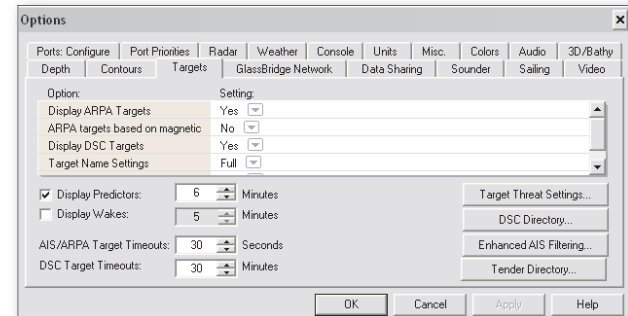 Options
Ports: Configure Port Priorities Radar Weather Console Units Misc. Colors Audio 3D/Bathy
Depth Contours Targets GlassBridge Network Data Sharing Sounder Sailing Video
Option: Setting:
Display ARPA Targets Yes
ARPA targets based on magnetic No
Display DSC Targets Yes
Target Name Settings Full
Display Predictors: 6 Minutes Target Threat Settings...
Display Wakes: 5 Minutes DSC Directory...
AIS/ARPA Target Timeouts: 30 Seconds Enhanced AIS Filtering...
DSC Target Timeouts: 30 Minutes Tender Directory...
OK Cancel Apply Help